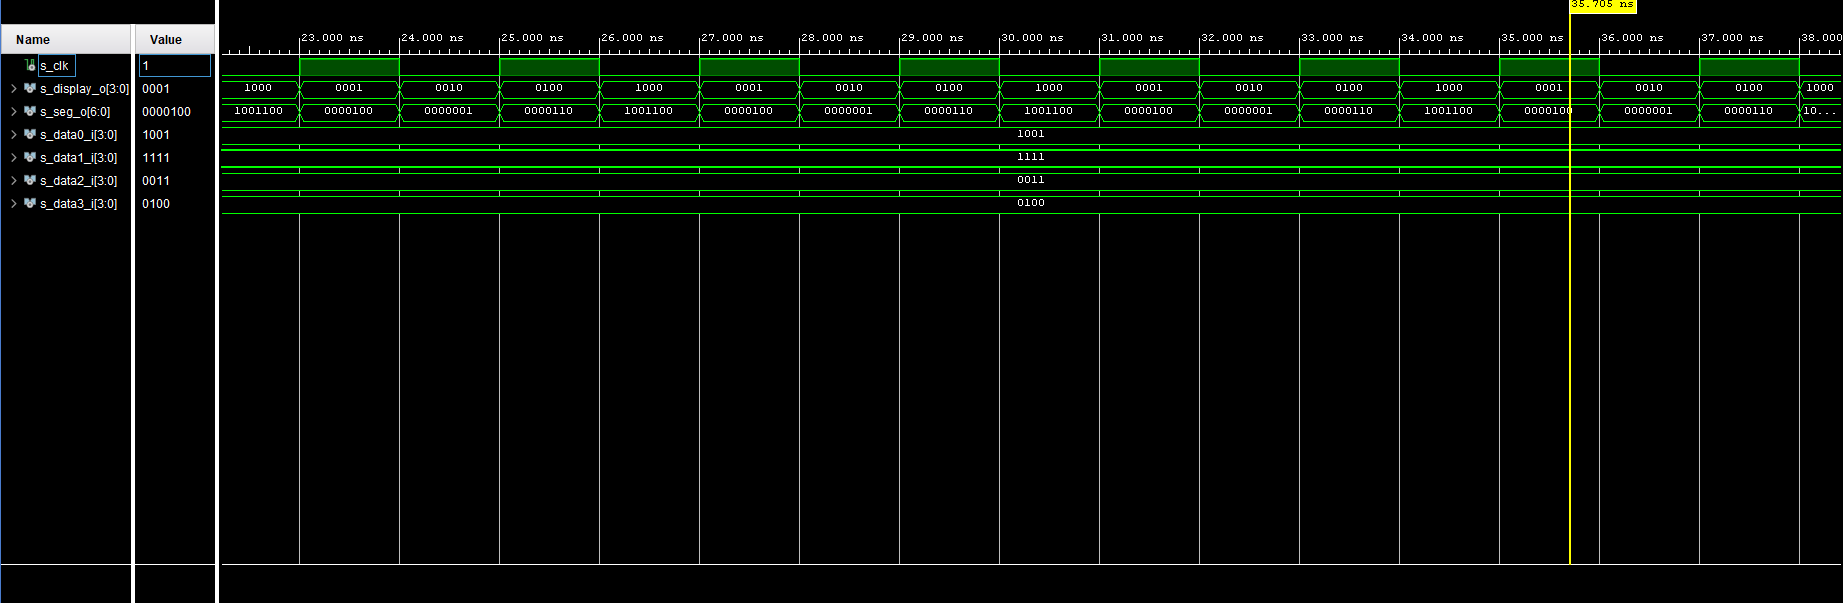 35.705 ns
Name Value
23.000 ns 24.000 ns 25.000 ns 26.000 ns 27.000 ns 28.000 ns 29.000 ns 30.000 ns 31.000 ns 32.000 ns 33.000 ns 34.000 ns 35.000 ns 36.000 ns 37.000 ns 38.000
s_clk 1
s_display_o[3:0] 0001 1000 0001 0010 0100 1000 0001 0010 0100 1000 0001 0010 0100 1000 0001 0010 0100 1000
s_seg_o[6:0] 0000100 1001100 0000100 0000001 0000110 1001100 0000100 0000001 0000110 1001100 0000100 0000001 0000110 1001100 0000100 0000001 0000110 10...
s_data0_i[3:0] 1001 1001
s_data1_i[3:0] 1111 1111
s_data2_i[3:0] 0011 0011
s_data3_i[3:0] 0100 0100